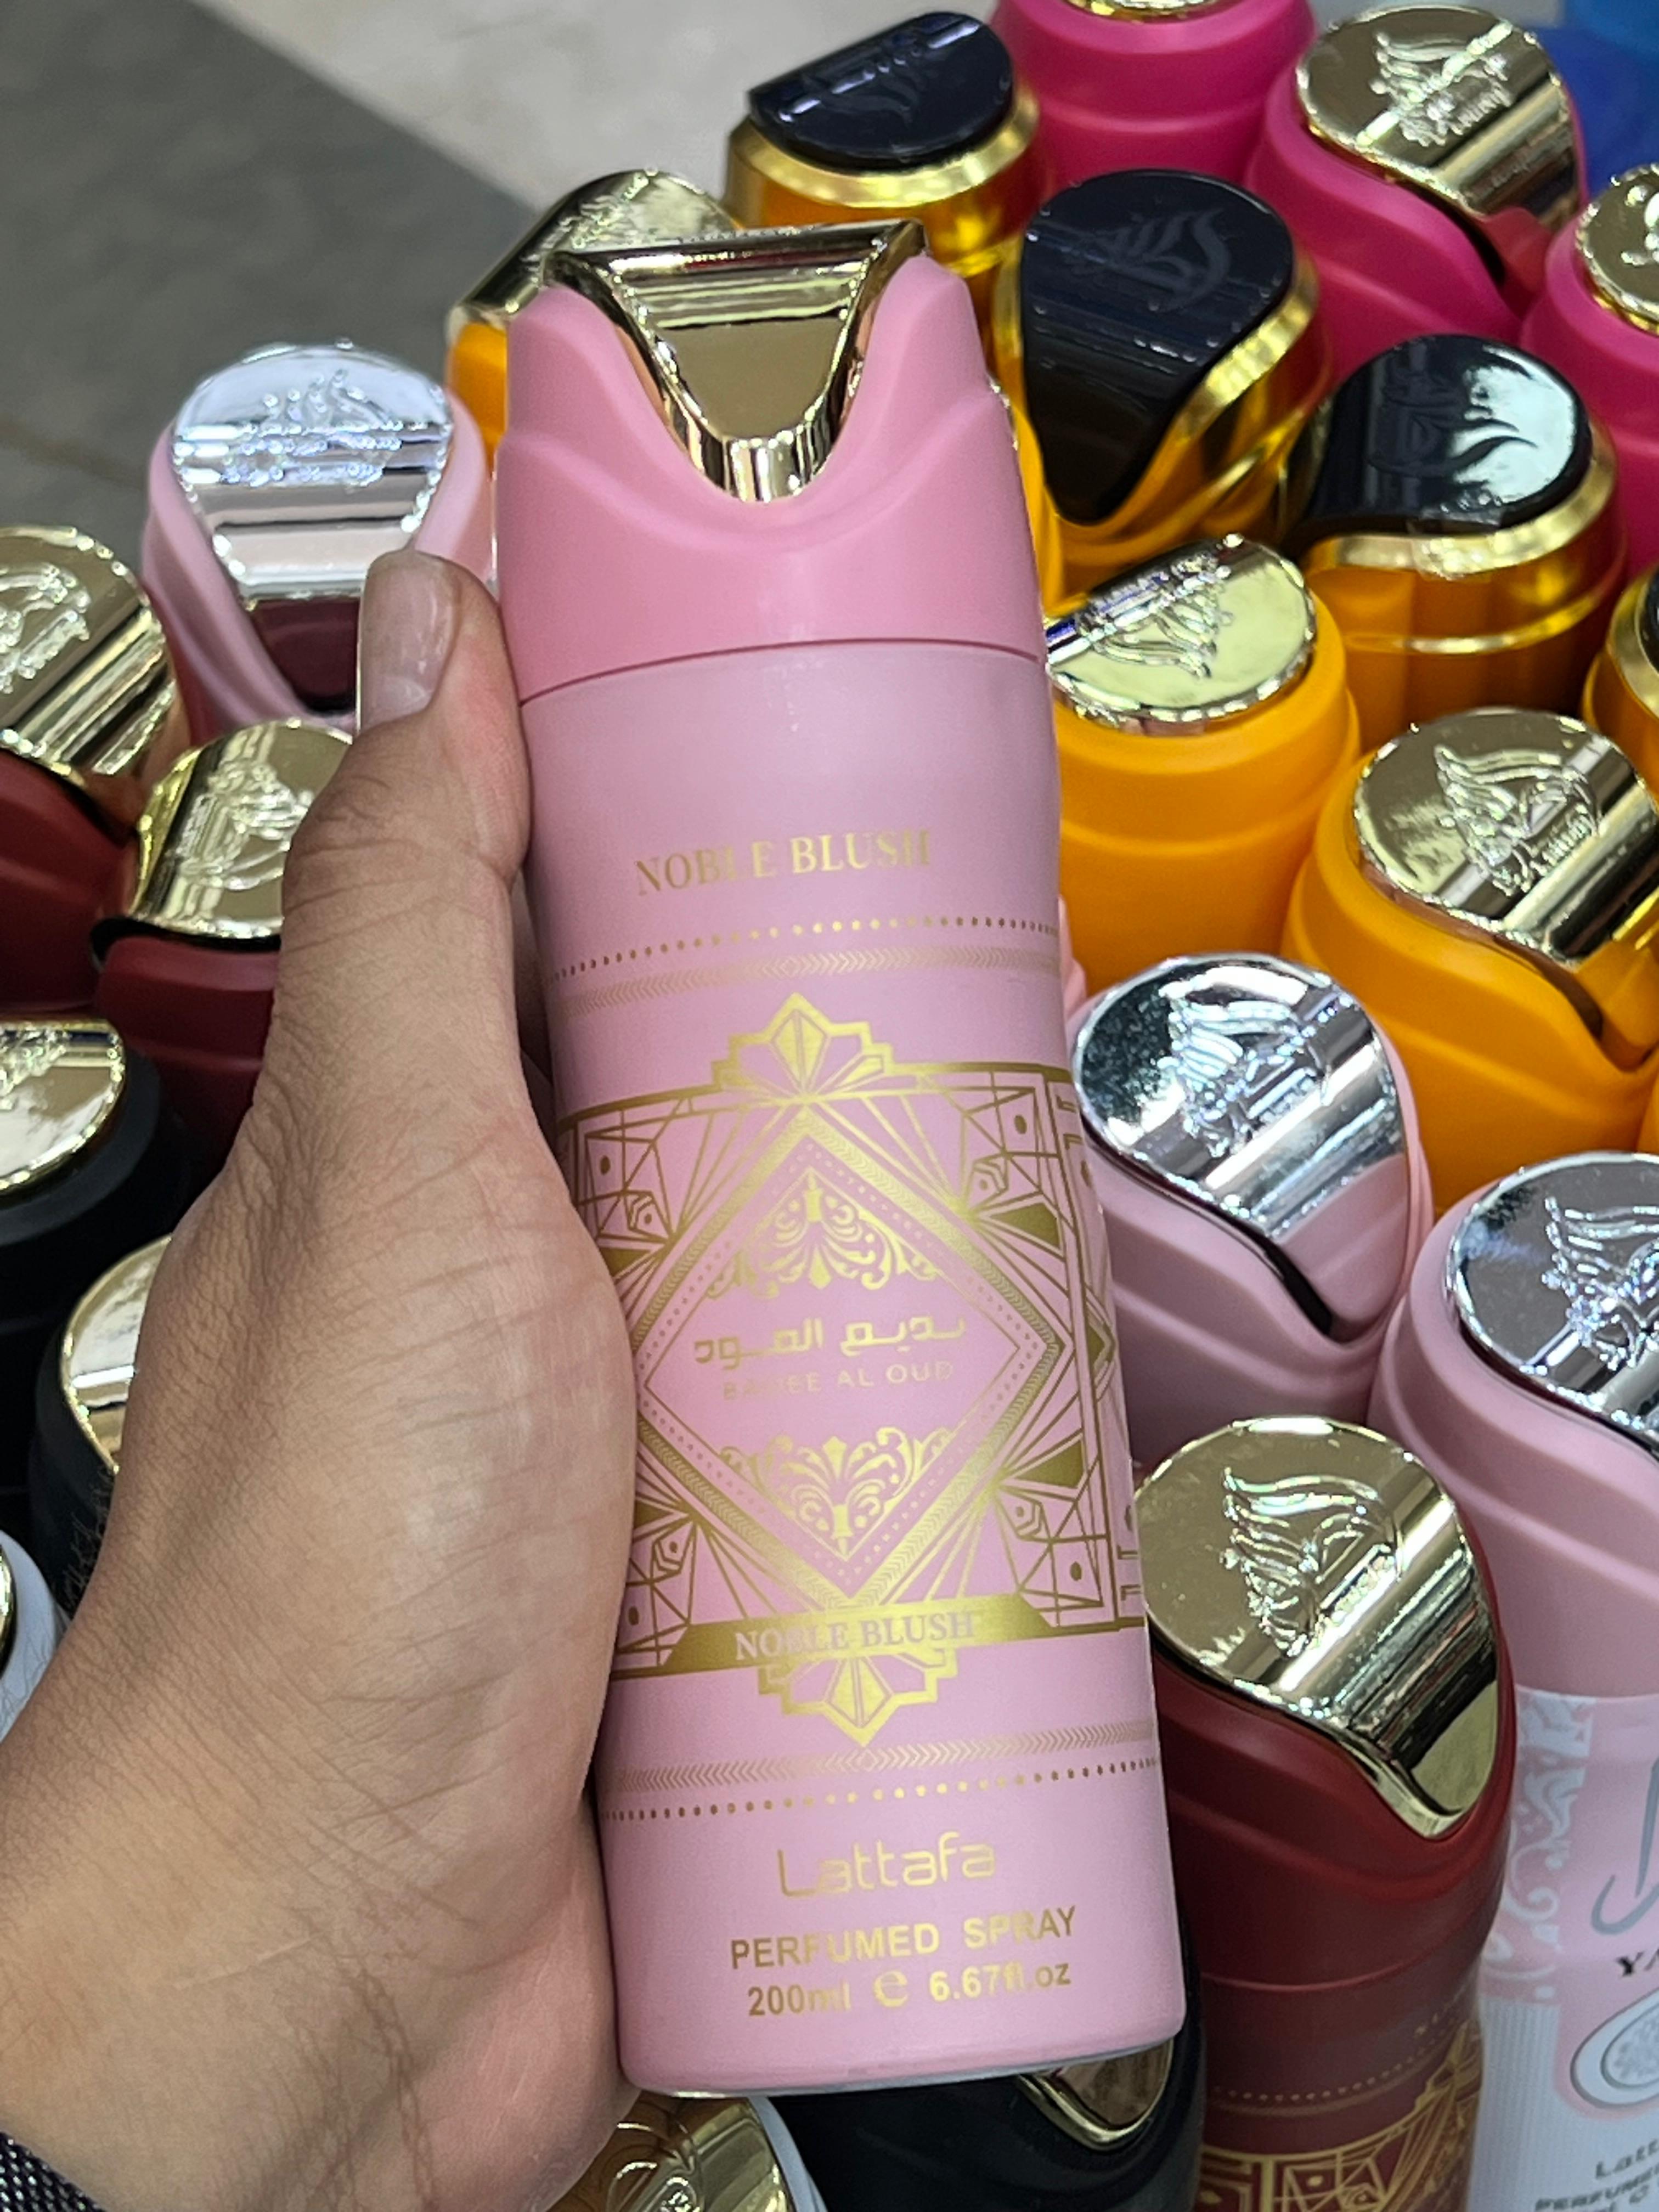 NOBLE BLUSH
بديع العود
BADEE AL OUD
NOBLE BLUSH
Lattafa
PERFUMED SPRAY
200ml e 6.67fl.oz